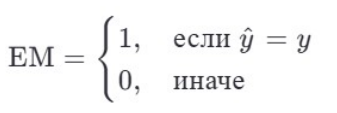 EM = { 1, если ŷ = y
0, иначе